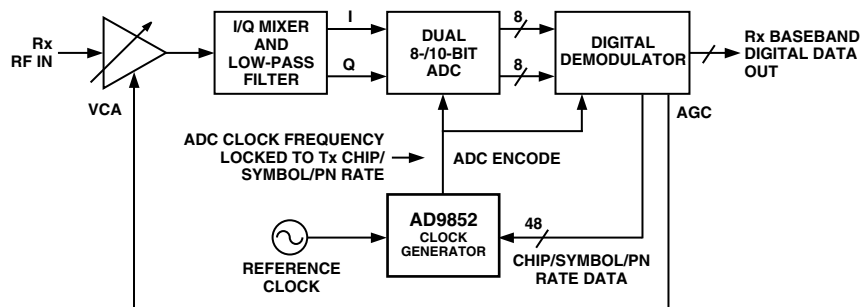 Rx
RF IN
VCA
I/Q MIXER
AND
LOW-PASS
FILTER
I
Q
DUAL
8-/10-BIT
ADC
8
8
DIGITAL
DEMODULATOR
Rx BASEBAND
DIGITAL DATA
OUT
AGC
ADC CLOCK FREQUENCY
LOCKED TO Tx CHIP/
SYMBOL/PN RATE
ADC ENCODE
AD9852
CLOCK
GENERATOR
48
REFERENCE
CLOCK
CHIP/SYMBOL/PN
RATE DATA